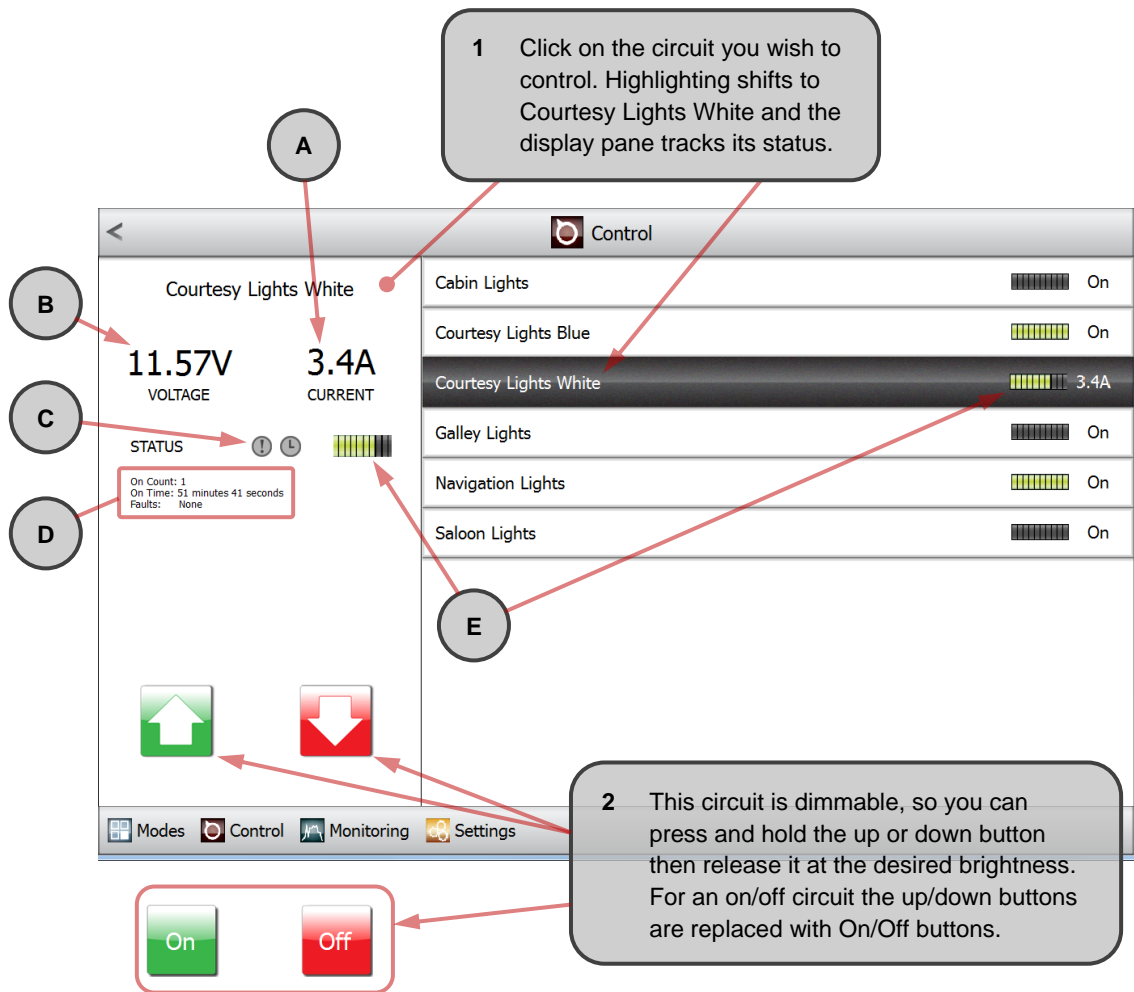 1 Click on the circuit you wish to
control. Highlighting shifts to
Courtesy Lights White and the
display pane tracks its status.
A
< Control
B
Courtesy Lights White
11.57V 3.4A
VOLTAGE CURRENT
C
STATUS
On Count: 1
On Time: 51 minutes 41 seconds
Faults: None
D
Cabin Lights On
Courtesy Lights Blue On
Courtesy Lights White 3.4A
Galley Lights On
Navigation Lights On
Saloon Lights On
E
2 This circuit is dimmable, so you can
press and hold the up or down button
then release it at the desired brightness.
For an on/off circuit the up/down buttons
are replaced with On/Off buttons.
Modes Control Monitoring Settings
On Off